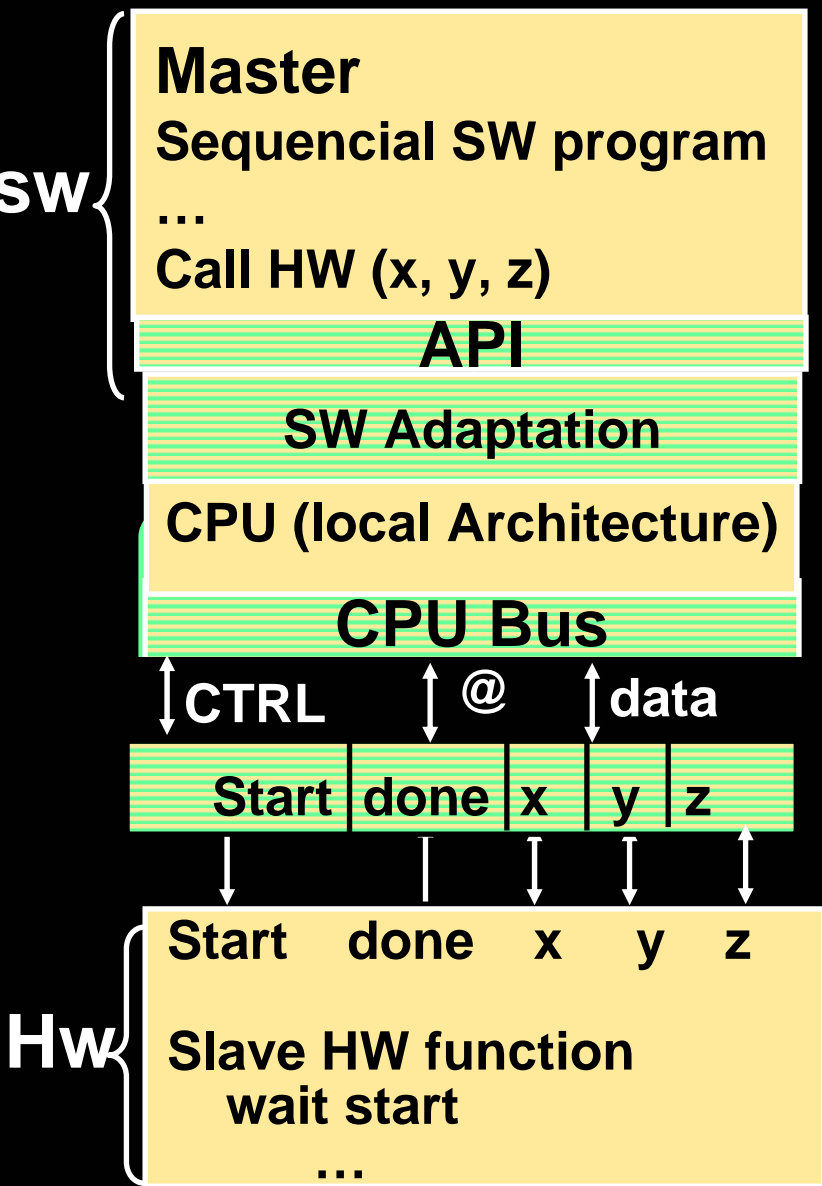 Master
Sequencial SW program
…
Call HW (x, y, z)
sw
API
SW Adaptation
CPU (local Architecture)
CPU Bus
CTRL @ data
Start done x y z
Start done x y z
Hw
Slave HW function
wait start
…